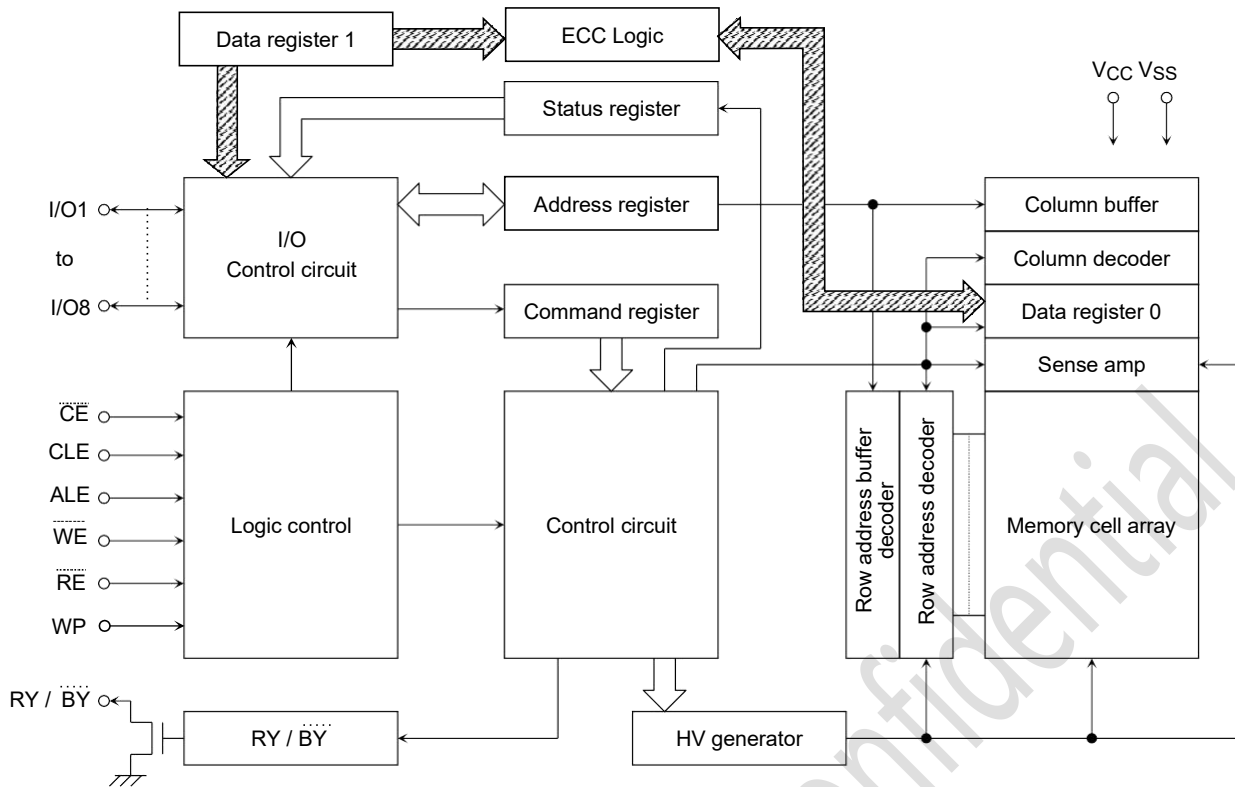 Data register 1
ECC Logic
VCC VSS
Status register
I/O1
to
I/O8
I/O
Control circuit
Address register
Column buffer
Column decoder
Command register
Data register 0
Sense amp
CE
CLE
ALE
WE
RE
WP
Logic control
Control circuit
Row address buffer
decoder
Row address decoder
Memory cell array
RY / BY
RY / BY
HV generator